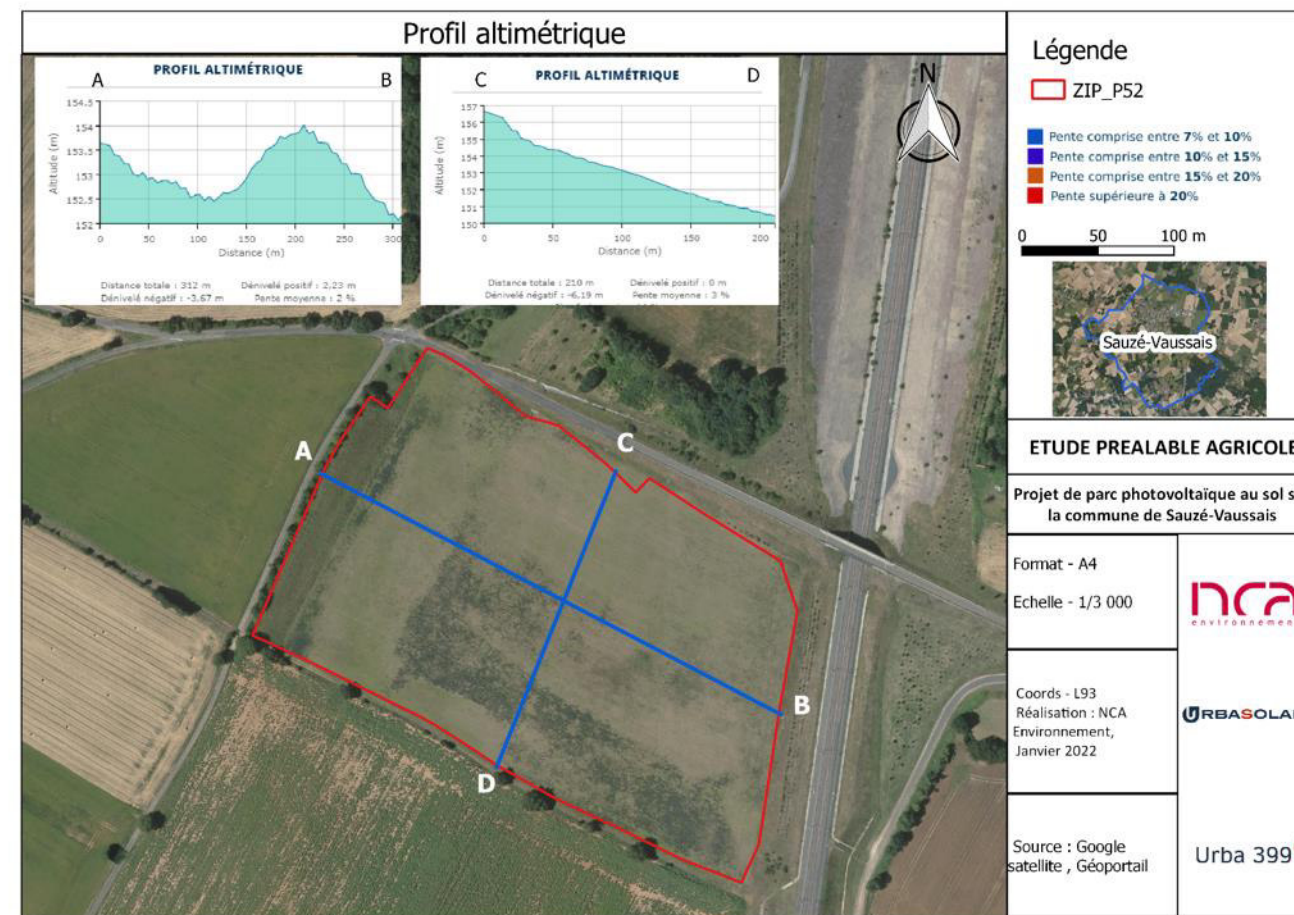 Profil altimétrique
A
PROFIL ALTIMÉTRIQUE
B
154.5
154
153.5
153
152.5
152
Altitude (m)
0 50 100 150 200 250 300
Distance (m)
Distance totale : 312 m Dénivelé positif : 2,23 m
Dénivelé négatif : -3,67 m Pente moyenne : 2 %
C
PROFIL ALTIMÉTRIQUE
D
157
156
155
154
153
152
151
150
Altitude (m)
0 50 100 150 200
Distance (m)
Distance totale : 210 m Dénivelé positif : 0 m
Dénivelé négatif : -6,19 m Pente moyenne : 3 %
N
A
C
B
D
Légende
ZIP_P52
Pente comprise entre 7% et 10%
Pente comprise entre 10% et 15%
Pente comprise entre 15% et 20%
Pente supérieure à 20%
0 50 100 m
Sauzé-Vaussais
ETUDE PREALABLE AGRICOLE
Projet de parc photovoltaïque au sol s
la commune de Sauzé-Vaussais
Format - A4
Echelle - 1/3 000
nca
environnemen
Coords - L93
Réalisation : NCA
Environnement,
Janvier 2022
URBASOLA
Source : Google
satellite , Géoportail
Urba 399